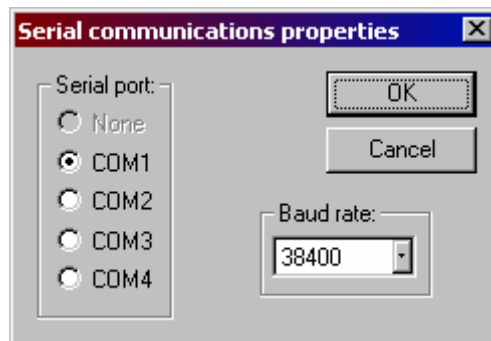 Serial communications properties
Serial port:
None
COM1
COM2
COM3
COM4
OK
Cancel
Baud rate:
38400